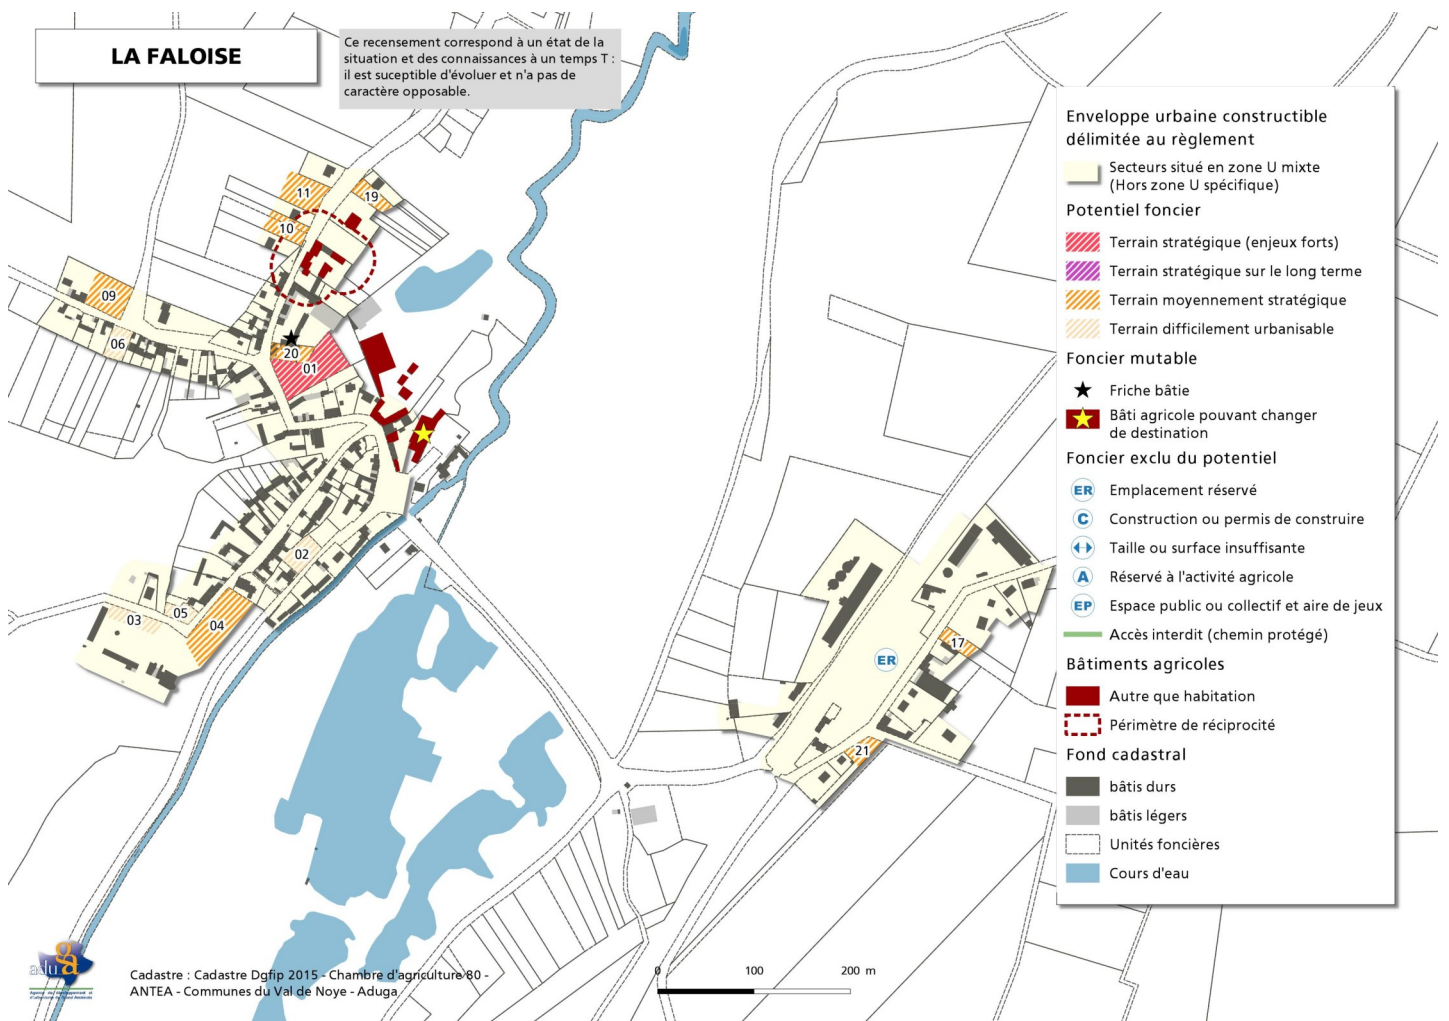 LA FALOISE
Ce recensement correspond à un état de la
situation et des connaissances à un temps T :
il est suceptible d'évoluer et n'a pas de
caractère opposable.
Enveloppe urbaine constructible
délimitée au règlement
Secteurs situé en zone U mixte
(Hors zone U spécifique)
Potentiel foncier
Terrain stratégique (enjeux forts)
Terrain stratégique sur le long terme
Terrain moyennement stratégique
Terrain difficilement urbanisable
Foncier mutable
Friche bâtie
Bâti agricole pouvant changer
de destination
Foncier exclu du potentiel
ER Emplacement réservé
C Construction ou permis de construire
Taille ou surface insuffisante
A Réservé à l'activité agricole
EP Espace public ou collectif et aire de jeux
Accès interdit (chemin protégé)
Bâtiments agricoles
Autre que habitation
Périmètre de réciprocité
Fond cadastral
bâtis durs
bâtis légers
Unités foncières
Cours d'eau
11
19
10
09
06
20
01
02
05
03
04
17
ER
21
aduga
Cadastre : Cadastre Dgfip 2015 - Chambre d'agriculture 80 -
ANTEA - Communes du Val de Noye - Aduga
0 100 200 m